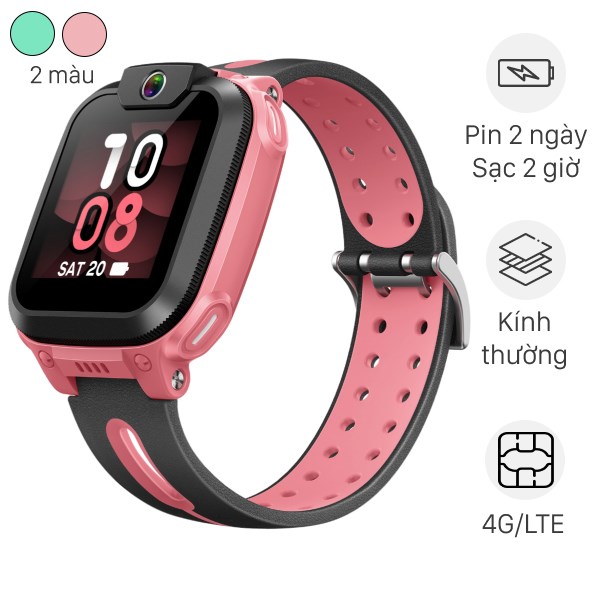 2 màu
10
08
SAT 20
Pin 2 ngày
Sạc 2 giờ
Kính
thường
4G/LTE